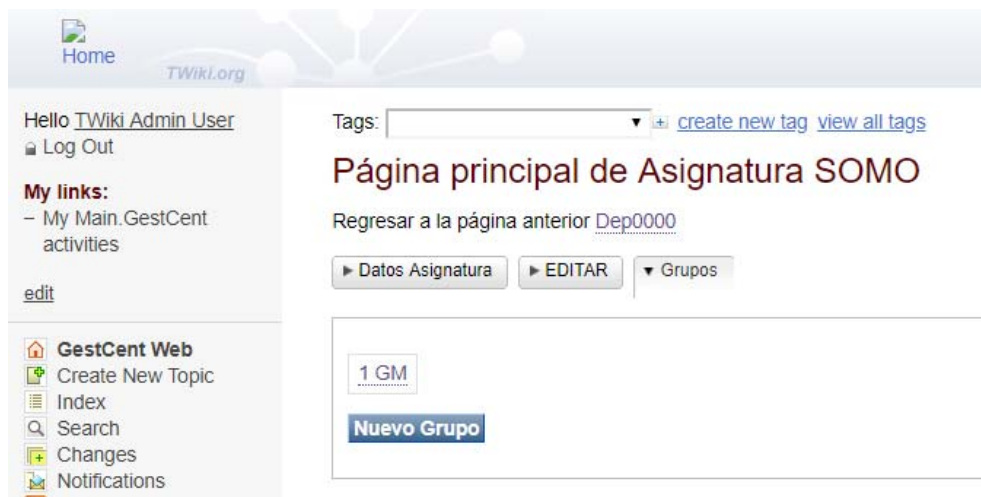 Home
TWiki.org
Hello TWiki Admin User
Log Out
My links:
– My Main.GestCent
activities
edit
GestCent Web
Create New Topic
Index
Search
Changes
Notifications
Tags:
create new tag view all tags
Página principal de Asignatura SOMO
Regresar a la página anterior Dep0000
Datos Asignatura EDITAR Grupos
1 GM
Nuevo Grupo